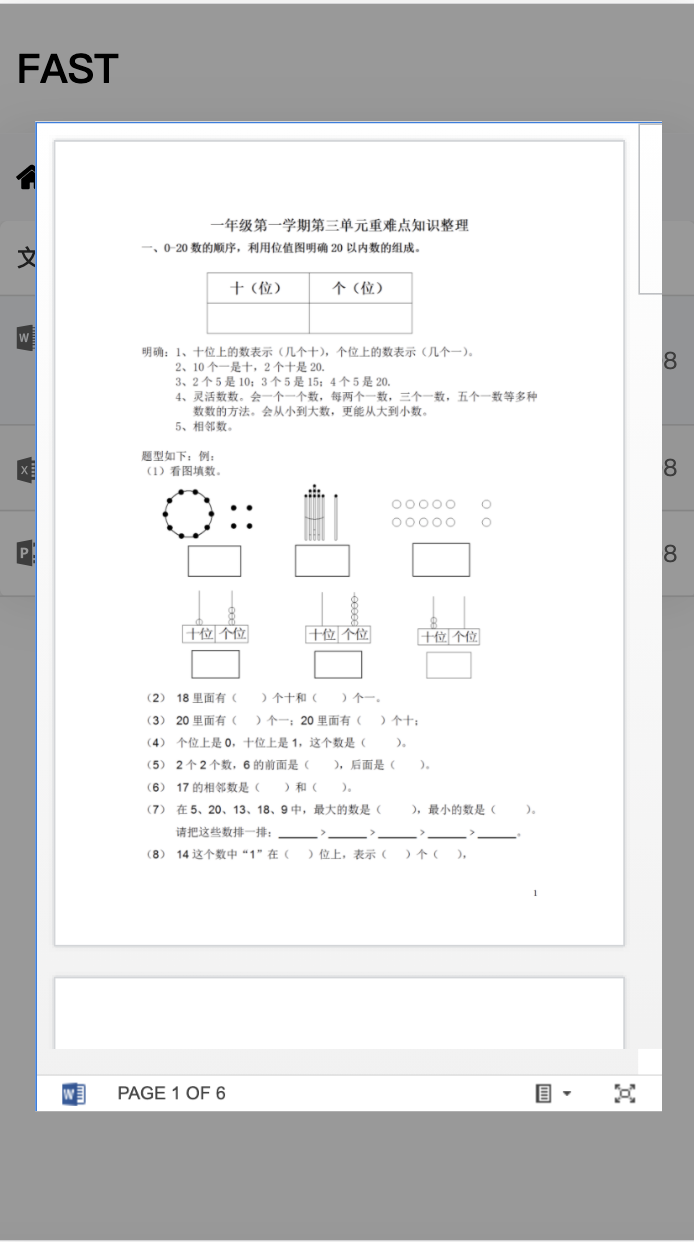 FAST
文
一年级第一学期第三单元重难点知识整理
一、0-20 数的顺序，利用位值图明确 20 以内数的组成。
十（位） 个（位）
明确：1、十位上的数表示（几个十），个位上的数表示（几个一）。
2、10 个一是十，2 个十是 20.
3、2 个 5 是 10；3 个 5 是 15；4 个 5 是 20.
4、灵活数数。会一个一个数，每两个一数，三个一数，五个一数等多种
数数的方法。会从小到大数，更能从大到小数。
5、相邻数。
题型如下：例：
（1）看图填数。
十位 个位 十位 个位 十位 个位
（2） 18 里面有（ ）个十和（ ）个一。
（3） 20 里面有（ ）个一；20 里面有（ ）个十；
（4） 个位上是 0，十位上是 1，这个数是（ ）。
（5） 2 个 2 个数，6 的前面是（ ），后面是（ ）。
（6） 17 的相邻数是（ ）和（ ）。
（7） 在 5、20、13、18、9 中，最大的数是（ ），最小的数是（ ）。
请把这些数排一排：______>______>______>______>______。
（8） 14 这个数中“1”在（ ）位上，表示（ ）个（ ），
1
W 8
X 8
P 8
W PAGE 1 OF 6